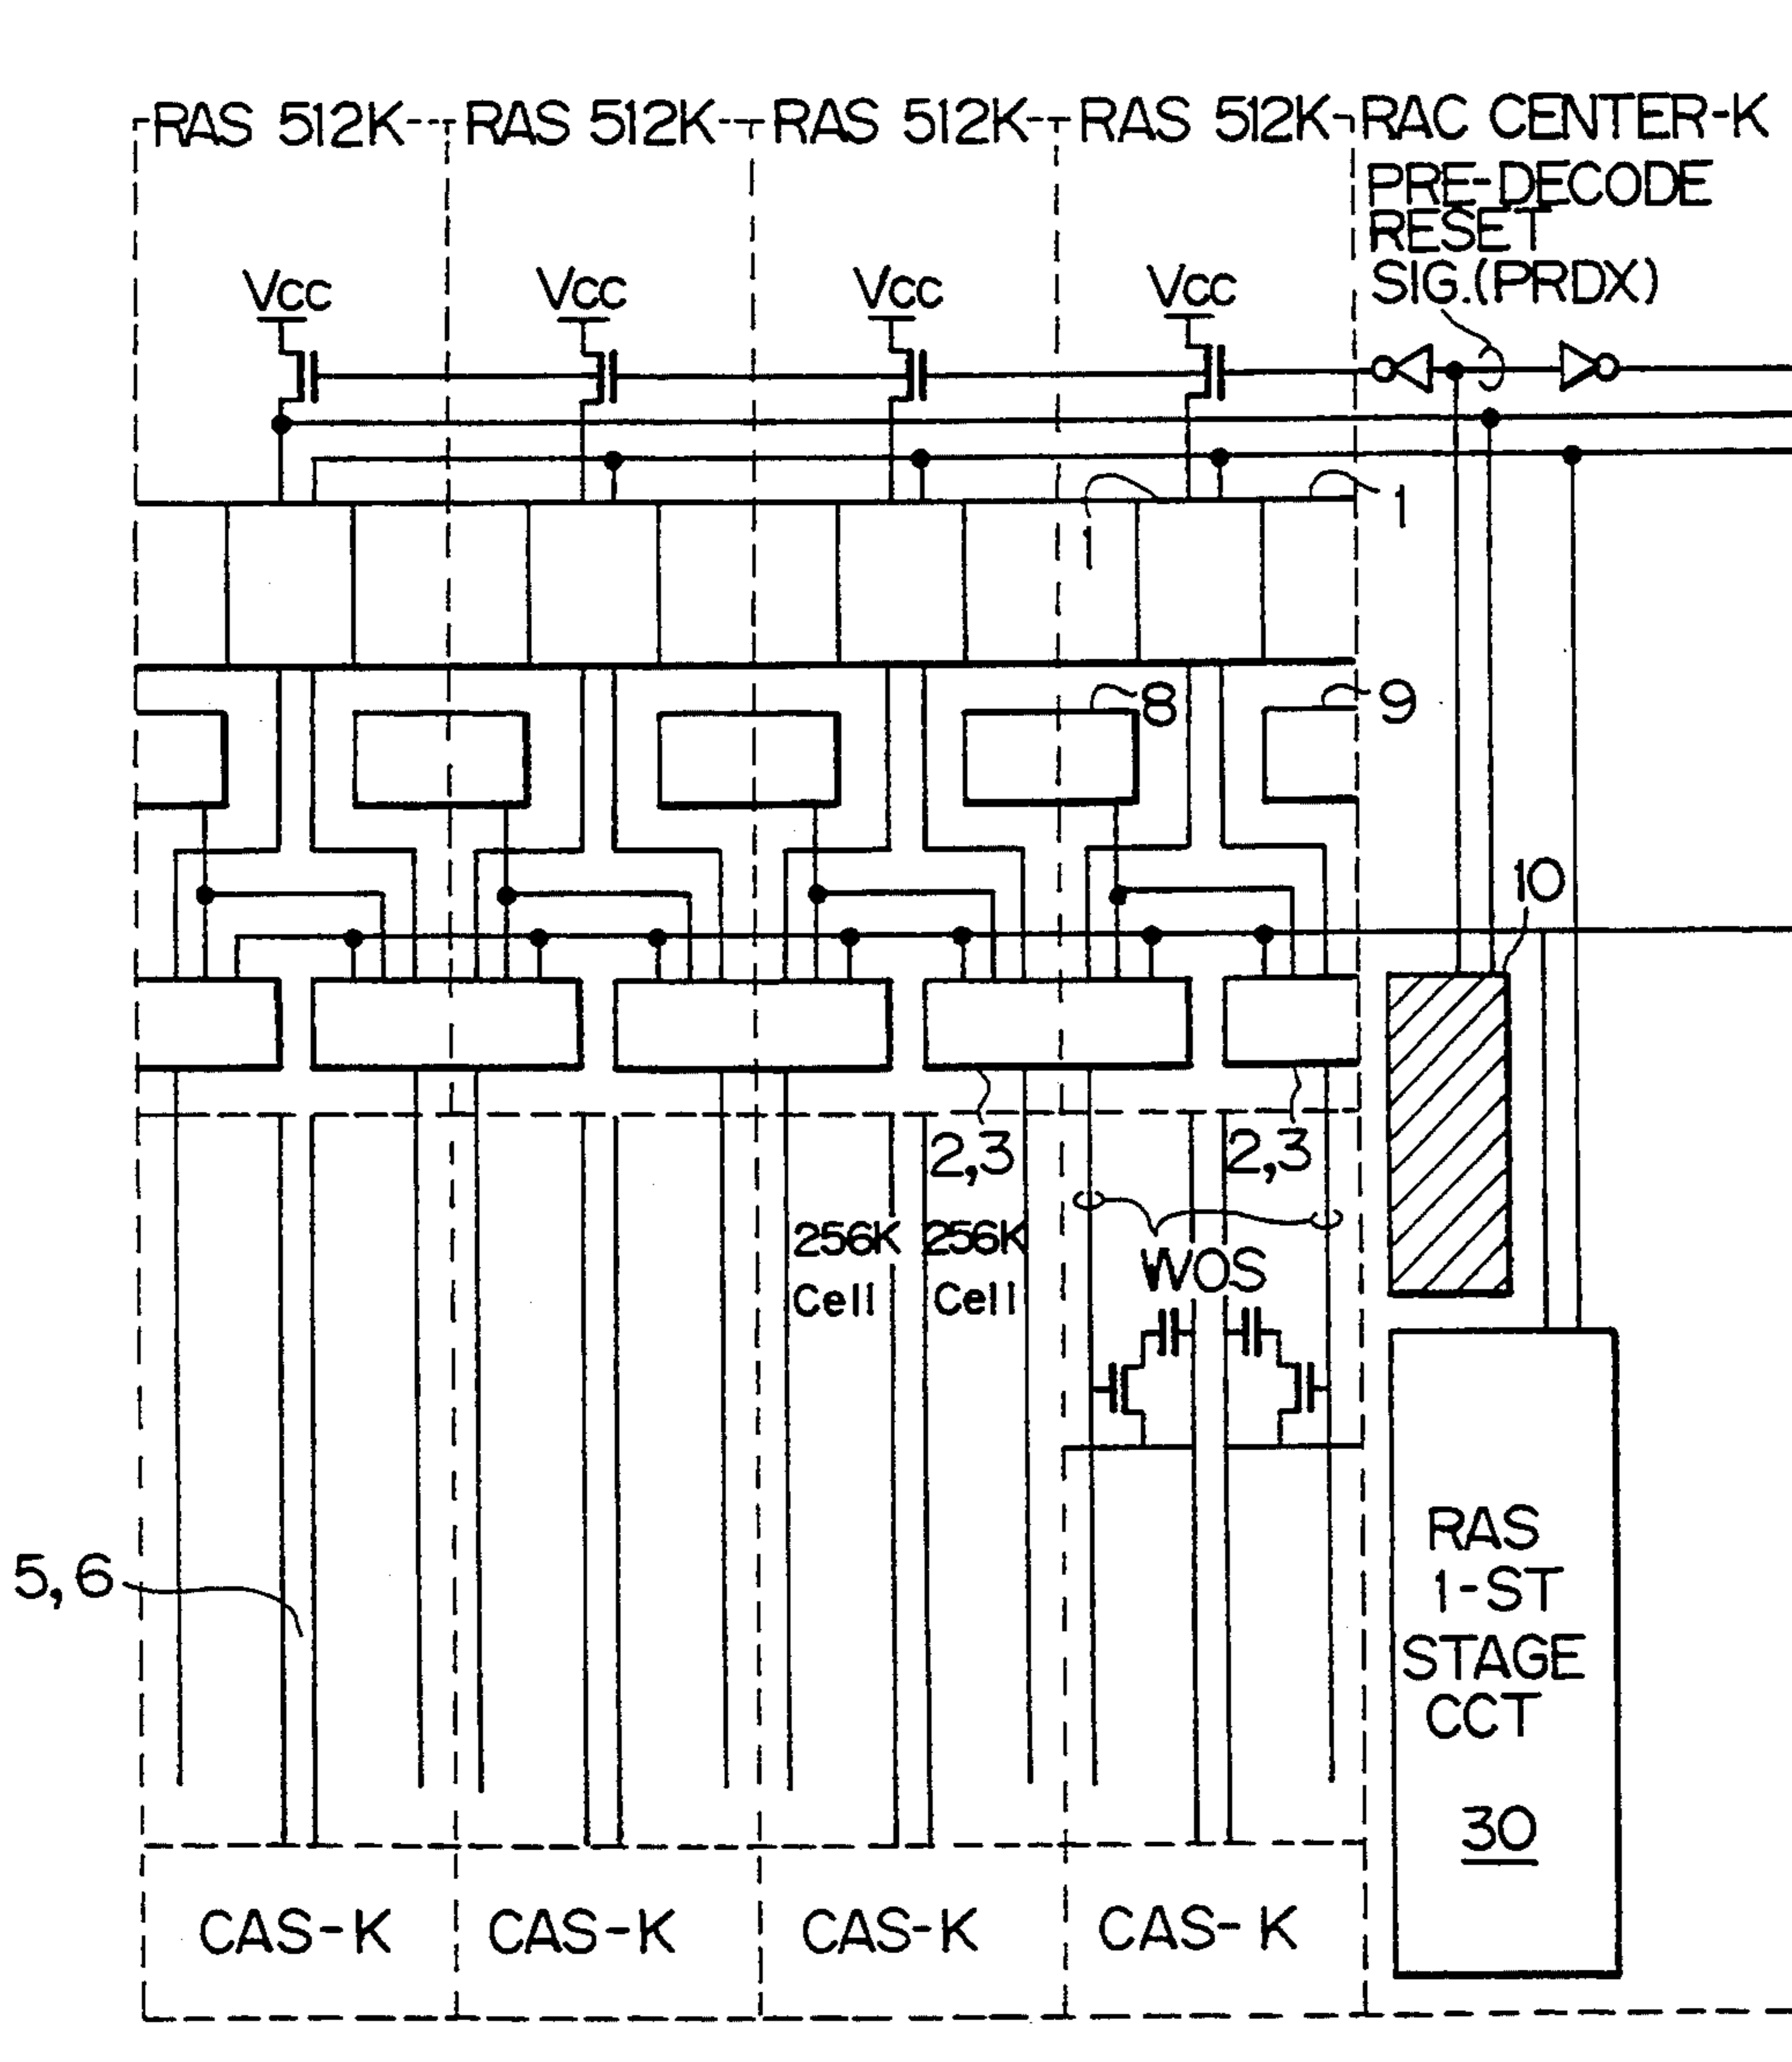 RAS 512K
RAS 512K
RAS 512K
RAS 512K
RAC CENTER-K
PRE-DECODE
RESET
SIG.(PRDX)
Vcc
Vcc
Vcc
Vcc
1
1
8
9
10
2,3
2,3
256K
Cell
256K
Cell
WOS
5,6
RAS
1-ST
STAGE
CCT
30
CAS-K
CAS-K
CAS-K
CAS-K